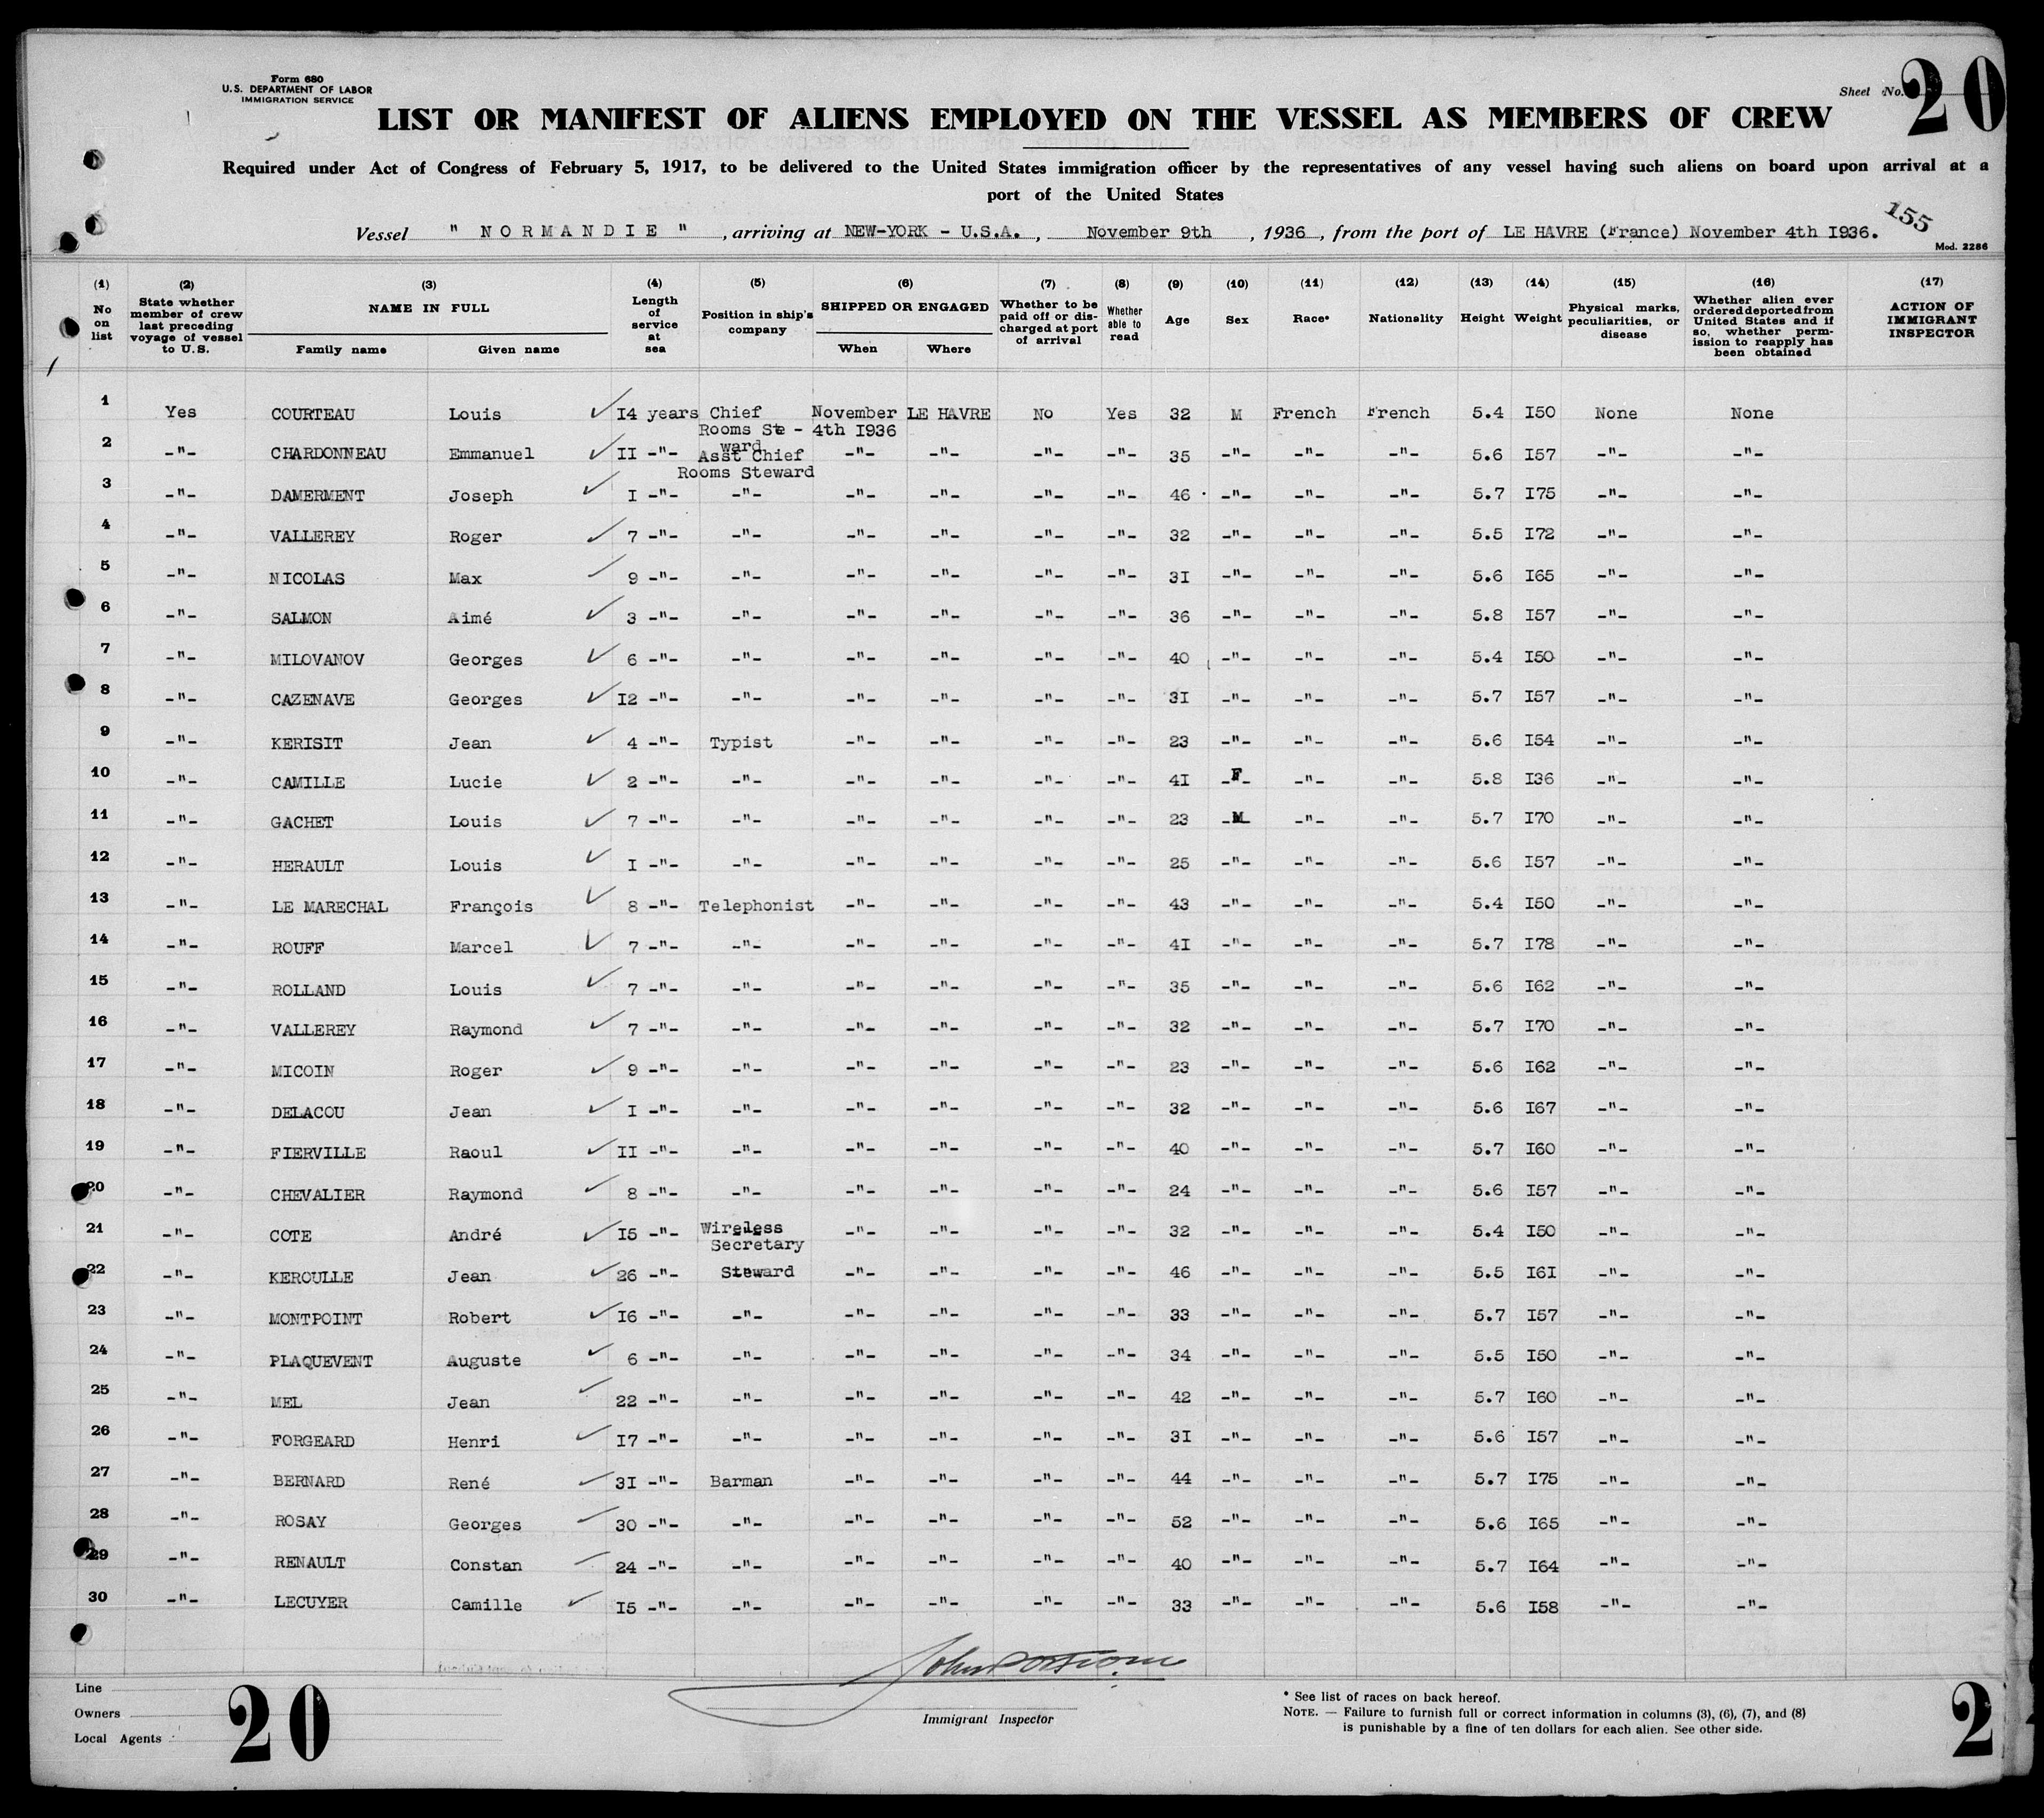 Form 680
U.S. DEPARTMENT OF LABOR
IMMIGRATION SERVICE
Sheet No. 20
LIST OR MANIFEST OF ALIENS EMPLOYED ON THE VESSEL AS MEMBERS OF CREW
Required under Act of Congress of February 5, 1917, to be delivered to the United States immigration officer by the representatives of any vessel having such aliens on board upon arrival at a
port of the United States
155
Vessel " N O R M A N D I E " , arriving at NEW-YORK - U.S.A. , November 9th , 1936 , from the port of LE HAVRE (France) November 4th I936.
Mod. 2286
(1) No on list (2) State whether member of crew last preceding voyage of vessel to U.S. (3) NAME IN FULL Family name Given name (4) Length of service at sea (5) Position in ship's company (6) SHIPPED OR ENGAGED When Where (7) Whether to be paid off or discharged at port of arrival (8) Whether able to read (9) Age (10) Sex (11) Race* (12) Nationality (13) Height (14) Weight (15) Physical marks, peculiarities, or disease (16) Whether alien ever ordered deported from United States and if so, whether permission to reapply has been obtained (17) ACTION OF IMMIGRANT INSPECTOR
1 Yes COURTEAU Louis ✓ I4 years Chief Rooms Ste - ward November 4th I936 LE HAVRE No Yes 32 M French French 5.4 I50 None None
2 -"- CHARDONNEAU Emmanuel ✓ II -"- Asst Chief Rooms Steward -"- -"- -"- -"- 35 -"- -"- -"- 5.6 I57 -"- -"-
3 -"- DAMERMENT Joseph ✓ I -"- -"- -"- -"- -"- -"- 46 -"- -"- -"- 5.7 I75 -"- -"-
4 -"- VALLEREY Roger ✓ 7 -"- -"- -"- -"- -"- -"- 32 -"- -"- -"- 5.5 I72 -"- -"-
5 -"- NICOLAS Max ✓ 9 -"- -"- -"- -"- -"- -"- 3I -"- -"- -"- 5.6 I65 -"- -"-
6 -"- SALMON Aimé ✓ 3 -"- -"- -"- -"- -"- -"- 36 -"- -"- -"- 5.8 I57 -"- -"-
7 -"- MILOVANOV Georges ✓ 6 -"- -"- -"- -"- -"- -"- 40 -"- -"- -"- 5.4 I50 -"- -"-
8 -"- CAZENAVE Georges ✓ I2 -"- -"- -"- -"- -"- -"- 3I -"- -"- -"- 5.7 I57 -"- -"-
9 -"- KERISIT Jean ✓ 4 -"- Typist -"- -"- -"- -"- 23 -"- -"- -"- 5.6 I54 -"- -"-
10 -"- CAMILLE Lucie ✓ 2 -"- -"- -"- -"- -"- -"- 4I F -"- -"- 5.8 I36 -"- -"-
11 -"- GACHET Louis ✓ 7 -"- -"- -"- -"- -"- -"- 23 M -"- -"- 5.7 I70 -"- -"-
12 -"- HERAULT Louis ✓ I -"- -"- -"- -"- -"- -"- 25 -"- -"- -"- 5.6 I57 -"- -"-
13 -"- LE MARECHAL François ✓ 8 -"- Telephonist -"- -"- -"- -"- 43 -"- -"- -"- 5.4 I50 -"- -"-
14 -"- ROUFF Marcel ✓ 7 -"- -"- -"- -"- -"- -"- 4I -"- -"- -"- 5.7 I78 -"- -"-
15 -"- ROLLAND Louis ✓ 7 -"- -"- -"- -"- -"- -"- 35 -"- -"- -"- 5.6 I62 -"- -"-
16 -"- VALLEREY Raymond ✓ 7 -"- -"- -"- -"- -"- -"- 32 -"- -"- -"- 5.7 I70 -"- -"-
17 -"- MICOIN Roger ✓ 9 -"- -"- -"- -"- -"- -"- 23 -"- -"- -"- 5.6 I62 -"- -"-
18 -"- DELACOU Jean ✓ I -"- -"- -"- -"- -"- -"- 32 -"- -"- -"- 5.6 I67 -"- -"-
19 -"- FIERVILLE Raoul ✓ II -"- -"- -"- -"- -"- -"- 40 -"- -"- -"- 5.7 I60 -"- -"-
20 -"- CHEVALIER Raymond ✓ 8 -"- -"- -"- -"- -"- -"- 24 -"- -"- -"- 5.6 I57 -"- -"-
21 -"- COTE André ✓ I5 -"- Wireless Secretary -"- -"- -"- -"- 32 -"- -"- -"- 5.4 I50 -"- -"-
22 -"- KEROULLE Jean ✓ 26 -"- Steward -"- -"- -"- -"- 46 -"- -"- -"- 5.5 I6I -"- -"-
23 -"- MONTPOINT Robert ✓ I6 -"- -"- -"- -"- -"- -"- 33 -"- -"- -"- 5.7 I57 -"- -"-
24 -"- PLAQUEVENT Auguste ✓ 6 -"- -"- -"- -"- -"- -"- 34 -"- -"- -"- 5.5 I50 -"- -"-
25 -"- MEL Jean ✓ 22 -"- -"- -"- -"- -"- -"- 42 -"- -"- -"- 5.7 I60 -"- -"-
26 -"- FORGEARD Henri ✓ I7 -"- -"- -"- -"- -"- -"- 3I -"- -"- -"- 5.6 I57 -"- -"-
27 -"- BERNARD René ✓ 3I -"- Barman -"- -"- -"- -"- 44 -"- -"- -"- 5.7 I75 -"- -"-
28 -"- ROSAY Georges ✓ 30 -"- -"- -"- -"- -"- -"- 52 -"- -"- -"- 5.6 I65 -"- -"-
29 -"- RENAULT Constan ✓ 24 -"- -"- -"- -"- -"- -"- 40 -"- -"- -"- 5.7 I64 -"- -"-
30 -"- LECUYER Camille ✓ I5 -"- -"- -"- -"- -"- -"- 33 -"- -"- -"- 5.6 I58 -"- -"-
Line
Owners
Local Agents
20
Immigrant Inspector
* See list of races on back hereof.
NOTE. — Failure to furnish full or correct information in columns (3), (6), (7), and (8)
is punishable by a fine of ten dollars for each alien. See other side.
2